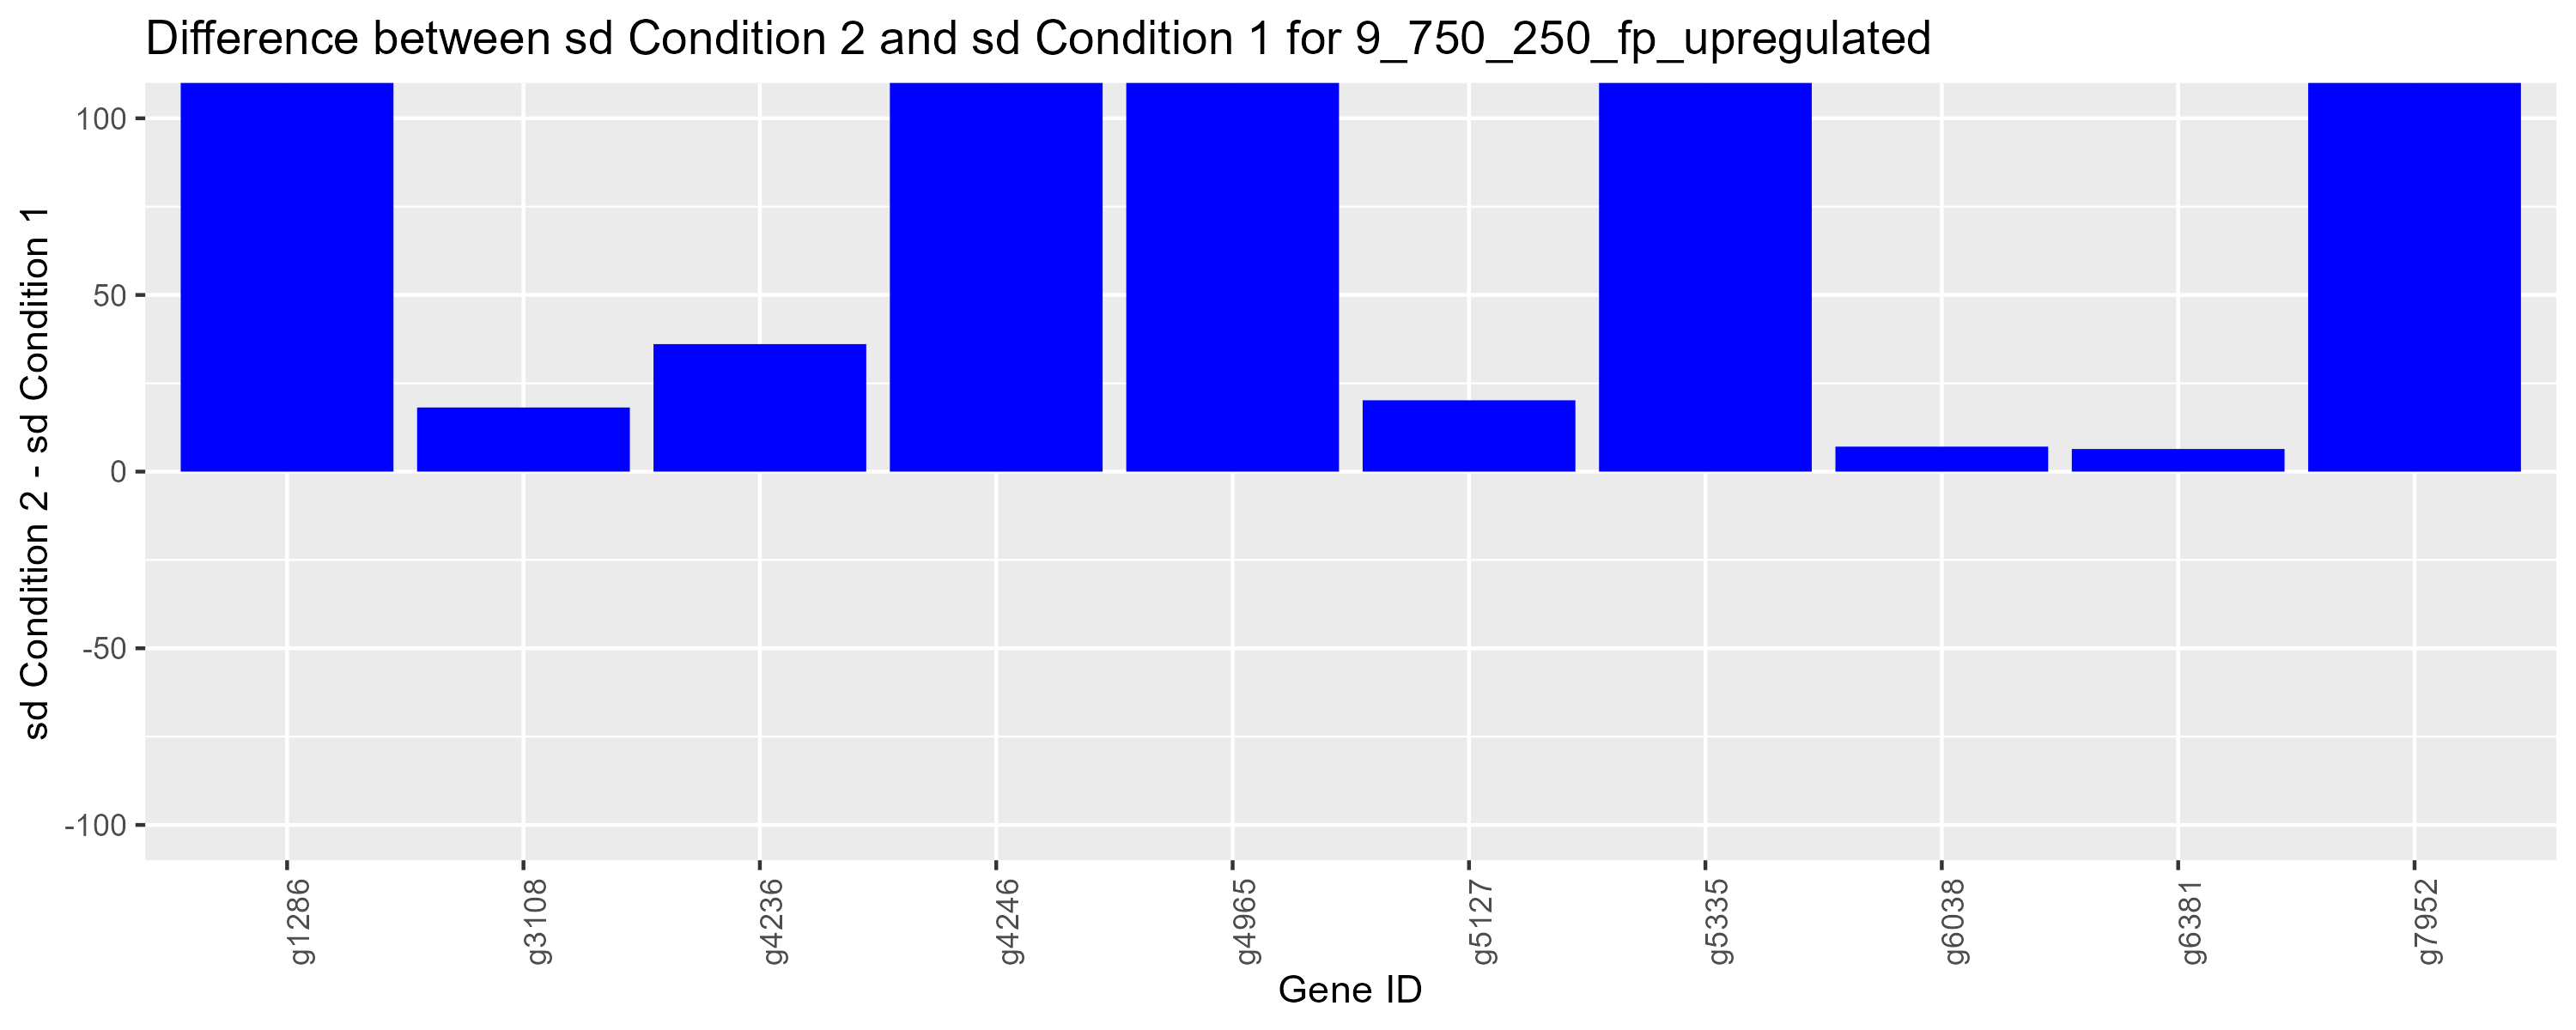 Difference between sd Condition 2 and sd Condition 1 for 9_750_250_fp_upregulated
sd Condition 2 - sd Condition 1
100
50
0
-50
-100
g1286
g3108
g4236
g4246
g4965
g5127
g5335
g6038
g6381
g7952
Gene ID